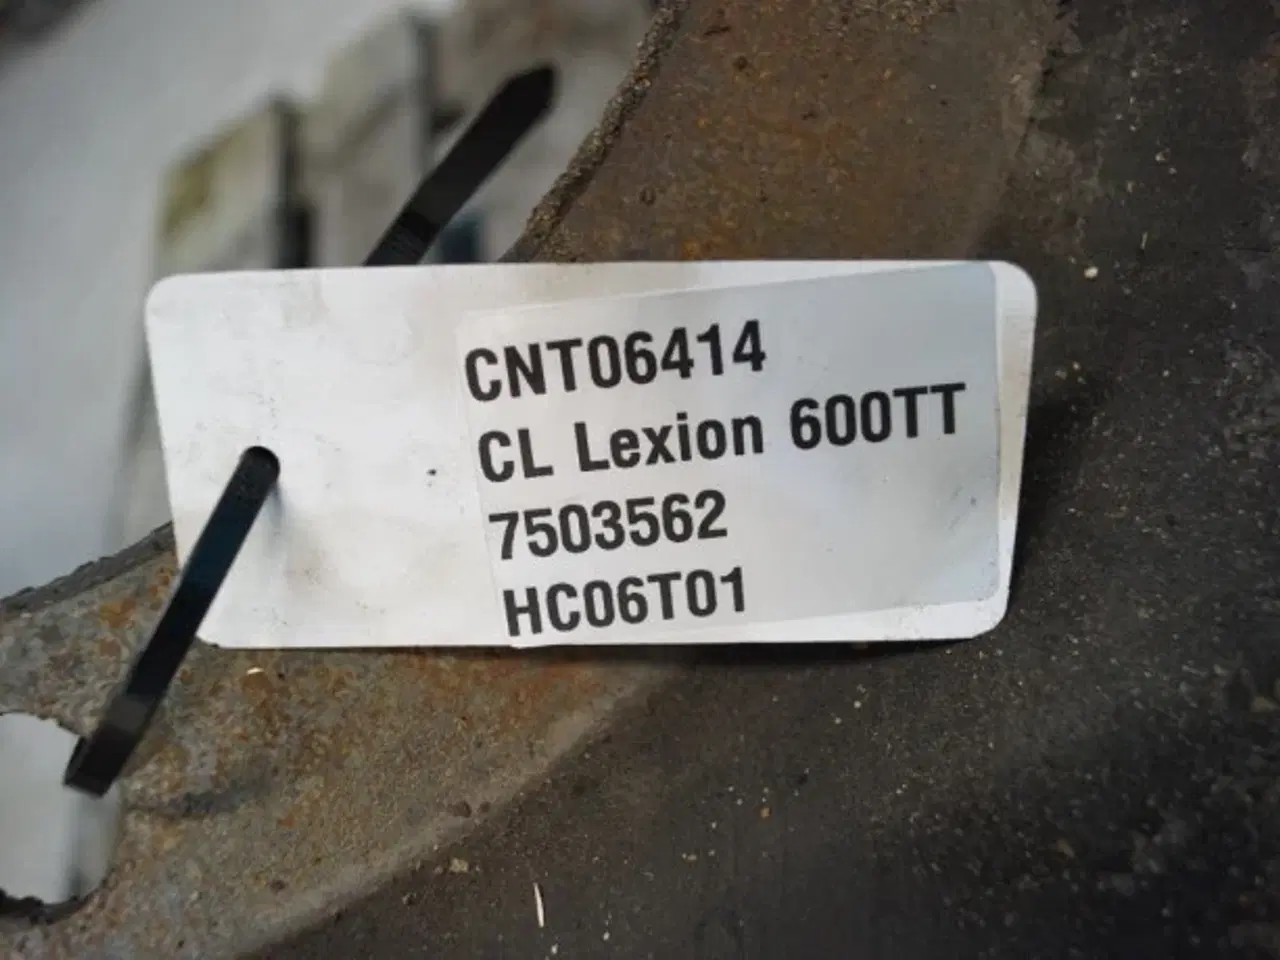 CNT06414
CL Lexion 600TT
7503562
HC06T01